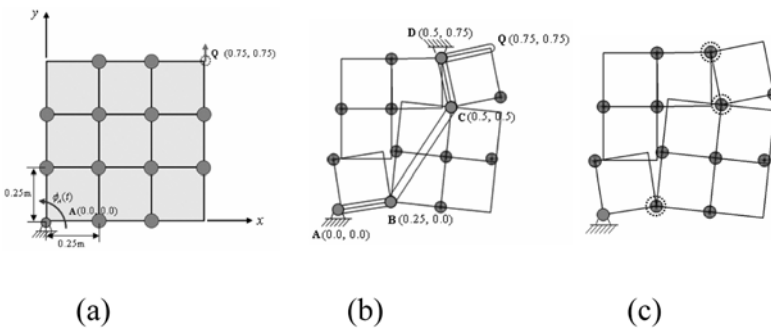 y
Q (0.75, 0.75)
0.25m
ϕA(t)
A(0.0, 0.0)
x
0.25m
D (0.5, 0.75)
Q (0.75, 0.75)
C (0.5, 0.5)
B (0.25, 0.0)
A (0.0, 0.0)
(a)
(b)
(c)